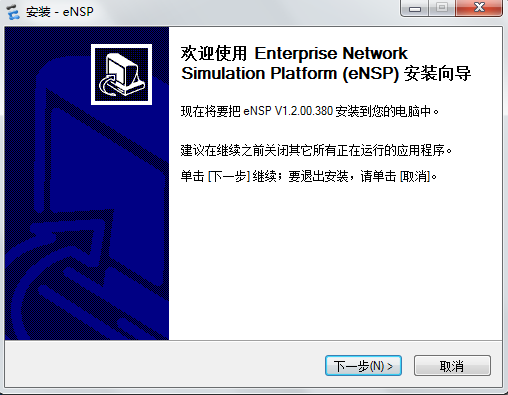 安装 - eNSP
欢迎使用 Enterprise Network
Simulation Platform (eNSP) 安装向导
现在将要把 eNSP V1.2.00.380 安装到您的电脑中。
建议在继续之前关闭其它所有正在运行的应用程序。
单击 [下一步] 继续；要退出安装，请单击 [取消]。
下一步(N) >
取消